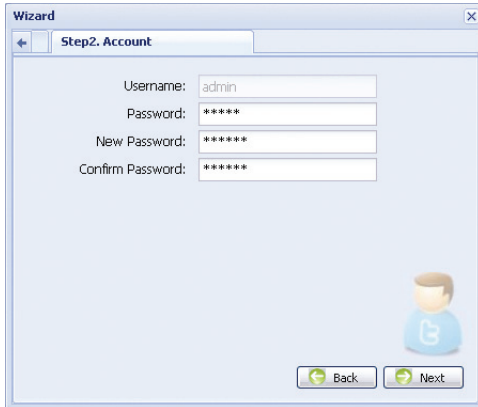 Wizard
Step2. Account
Username: admin
Password: *****
New Password: ******
Confirm Password: ******
Back Next